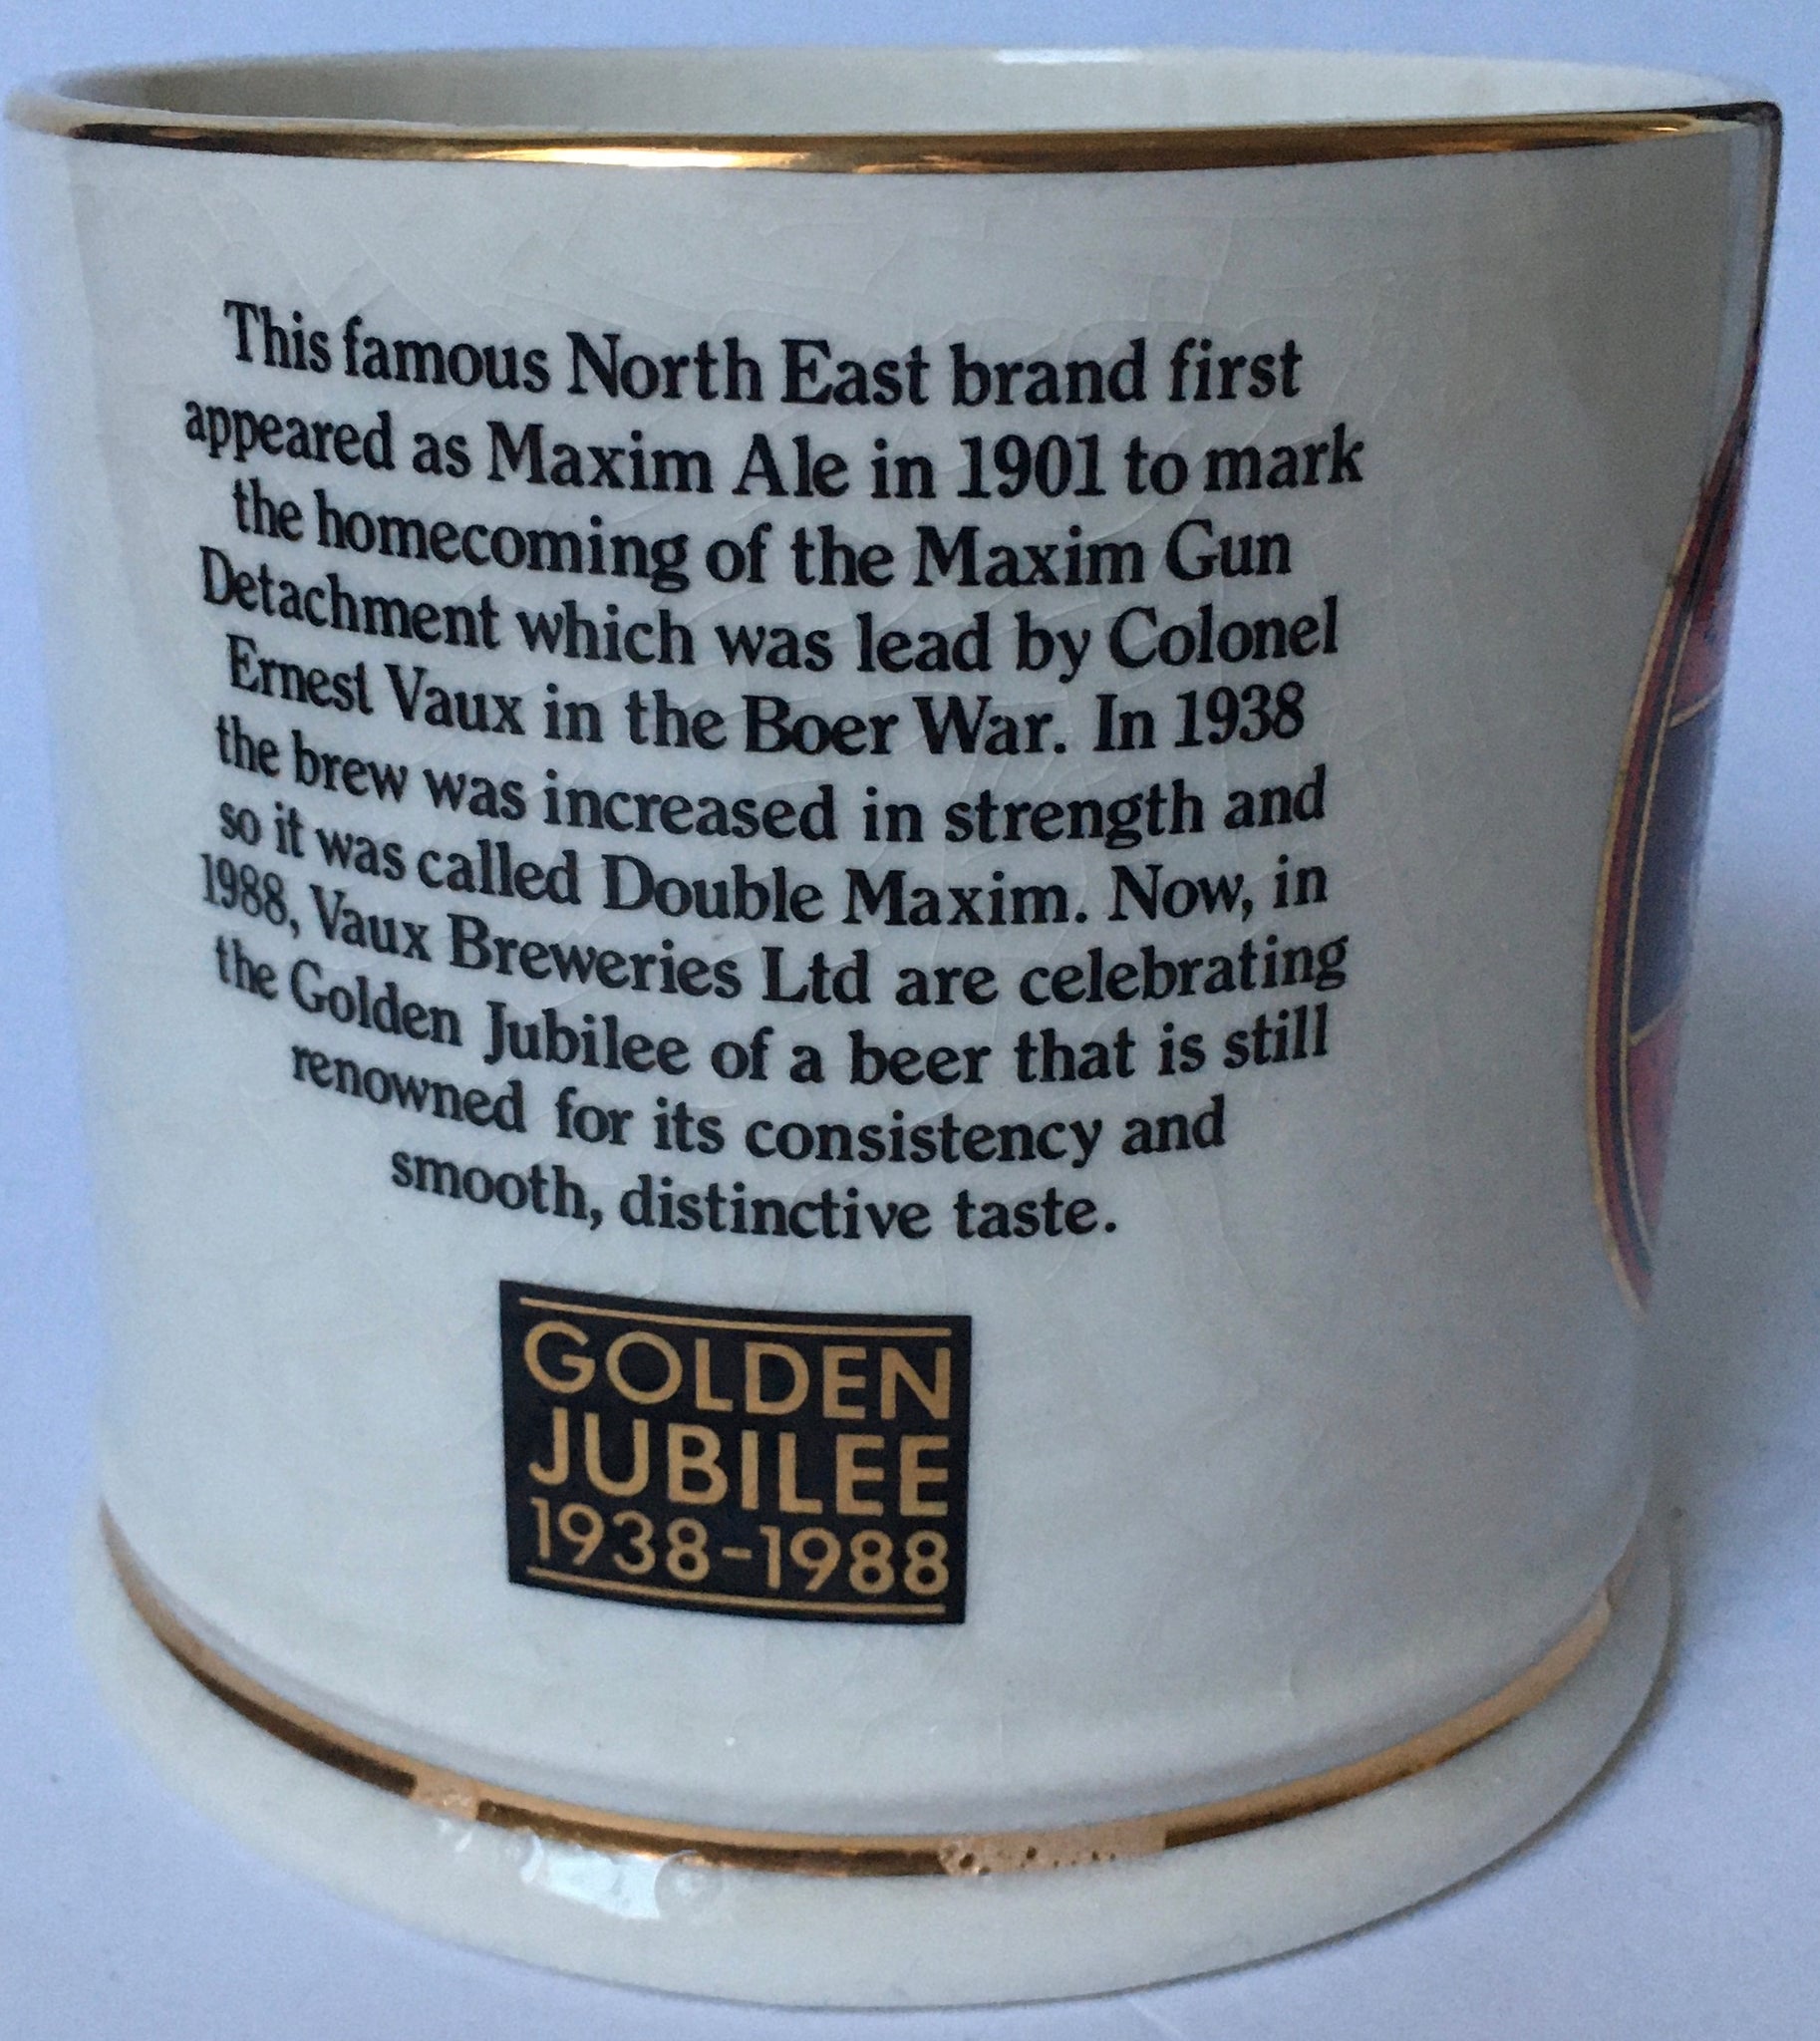 This famous North East brand first
appeared as Maxim Ale in 1901 to mark
the homecoming of the Maxim Gun
Detachment which was lead by Colonel
Ernest Vaux in the Boer War. In 1938
the brew was increased in strength and
so it was called Double Maxim. Now, in
1988, Vaux Breweries Ltd are celebrating
the Golden Jubilee of a beer that is still
renowned for its consistency and
smooth, distinctive taste.
GOLDEN
JUBILEE
1938-1988